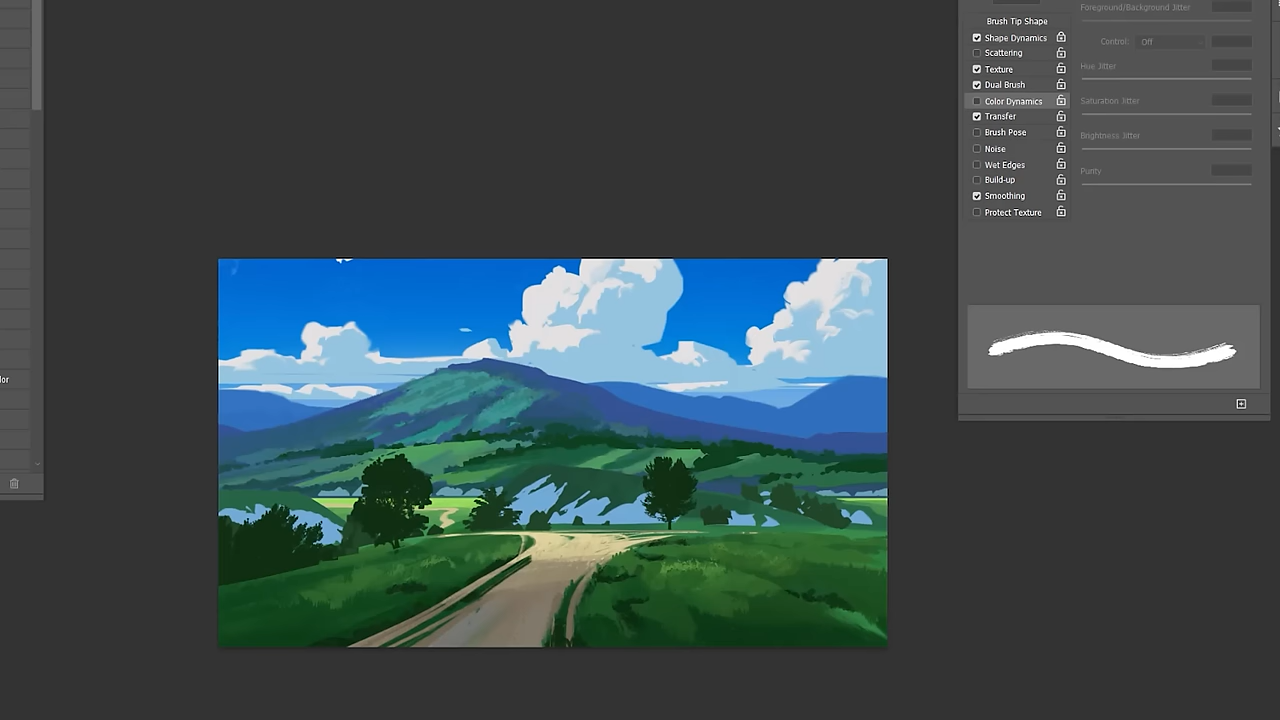 Foreground/Background Jitter
Brush Tip Shape
Shape Dynamics
Control: Off
Scattering
Texture
Hue Jitter
Dual Brush
Color Dynamics
Saturation Jitter
Transfer
Brush Pose
Brightness Jitter
Noise
Wet Edges
Purity
Build-up
Smoothing
Protect Texture
lor